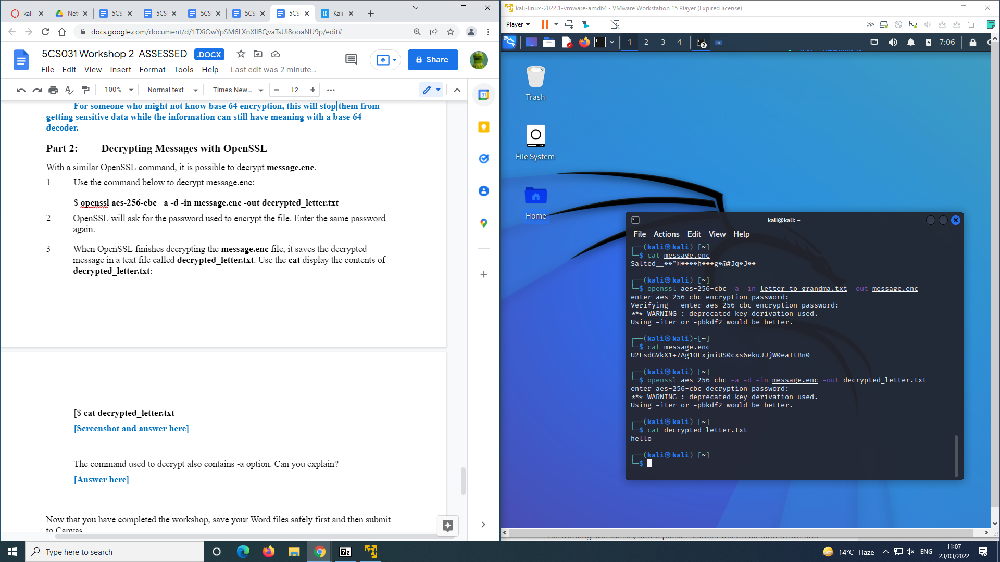 kali-
Net
5CS
5CS
5CS
5CS
5CS
Kali
docs.google.com/document/d/1TXiOwYpSM6LXnXlIBQvaTsUi8ooaNU9p/edit#
5CS031 Workshop 2 ASSESSED
.DOCX
Share
File Edit View Insert Format Tools Help Last edit was 2 minute...
100% Normal text Times New... 12
For someone who might not know base 64 encryption, this will stop them from
getting sensitive data while the information can still have meaning with a base 64
decoder.
Part 2: Decrypting Messages with OpenSSL
With a similar OpenSSL command, it is possible to decrypt message.enc.
1 Use the command below to decrypt message.enc:
$ openssl aes-256-cbc –a -d -in message.enc -out decrypted_letter.txt
2 OpenSSL will ask for the password used to encrypt the file. Enter the same password
again.
3 When OpenSSL finishes decrypting the message.enc file, it saves the decrypted
message in a text file called decrypted_letter.txt. Use the cat display the contents of
decrypted_letter.txt:
[$ cat decrypted_letter.txt
[Screenshot and answer here]
The command used to decrypt also contains -a option. Can you explain?
[Answer here]
Now that you have completed the workshop, save your Word files safely first and then submit
to Canvas
31
kali-linux-2022.1-vmware-amd64 - VMware Workstation 15 Player (Expired license)
Player
1 2 3 4
2
7:06
Trash
File System
Home
kali@kali: ~
File Actions Edit View Help
┌──(kali㉿kali)-[~]
└─$ cat message.enc
Salted__��"����h���g�@#Jq�J��
┌──(kali㉿kali)-[~]
└─$ openssl aes-256-cbc -a -in letter_to_grandma.txt -out message.enc
enter aes-256-cbc encryption password:
Verifying - enter aes-256-cbc encryption password:
*** WARNING : deprecated key derivation used.
Using -iter or -pbkdf2 would be better.
┌──(kali㉿kali)-[~]
└─$ cat message.enc
U2FsdGVkX1+7Ag1OExjniUS0cxs6ekuJJjW0eaItBn0=
┌──(kali㉿kali)-[~]
└─$ openssl aes-256-cbc -a -d -in message.enc -out decrypted_letter.txt
enter aes-256-cbc decryption password:
*** WARNING : deprecated key derivation used.
Using -iter or -pbkdf2 would be better.
┌──(kali㉿kali)-[~]
└─$ cat decrypted_letter.txt
hello
┌──(kali㉿kali)-[~]
└─$
Type here to search
7z
14°C Haze
ENG
11:07
23/03/2022